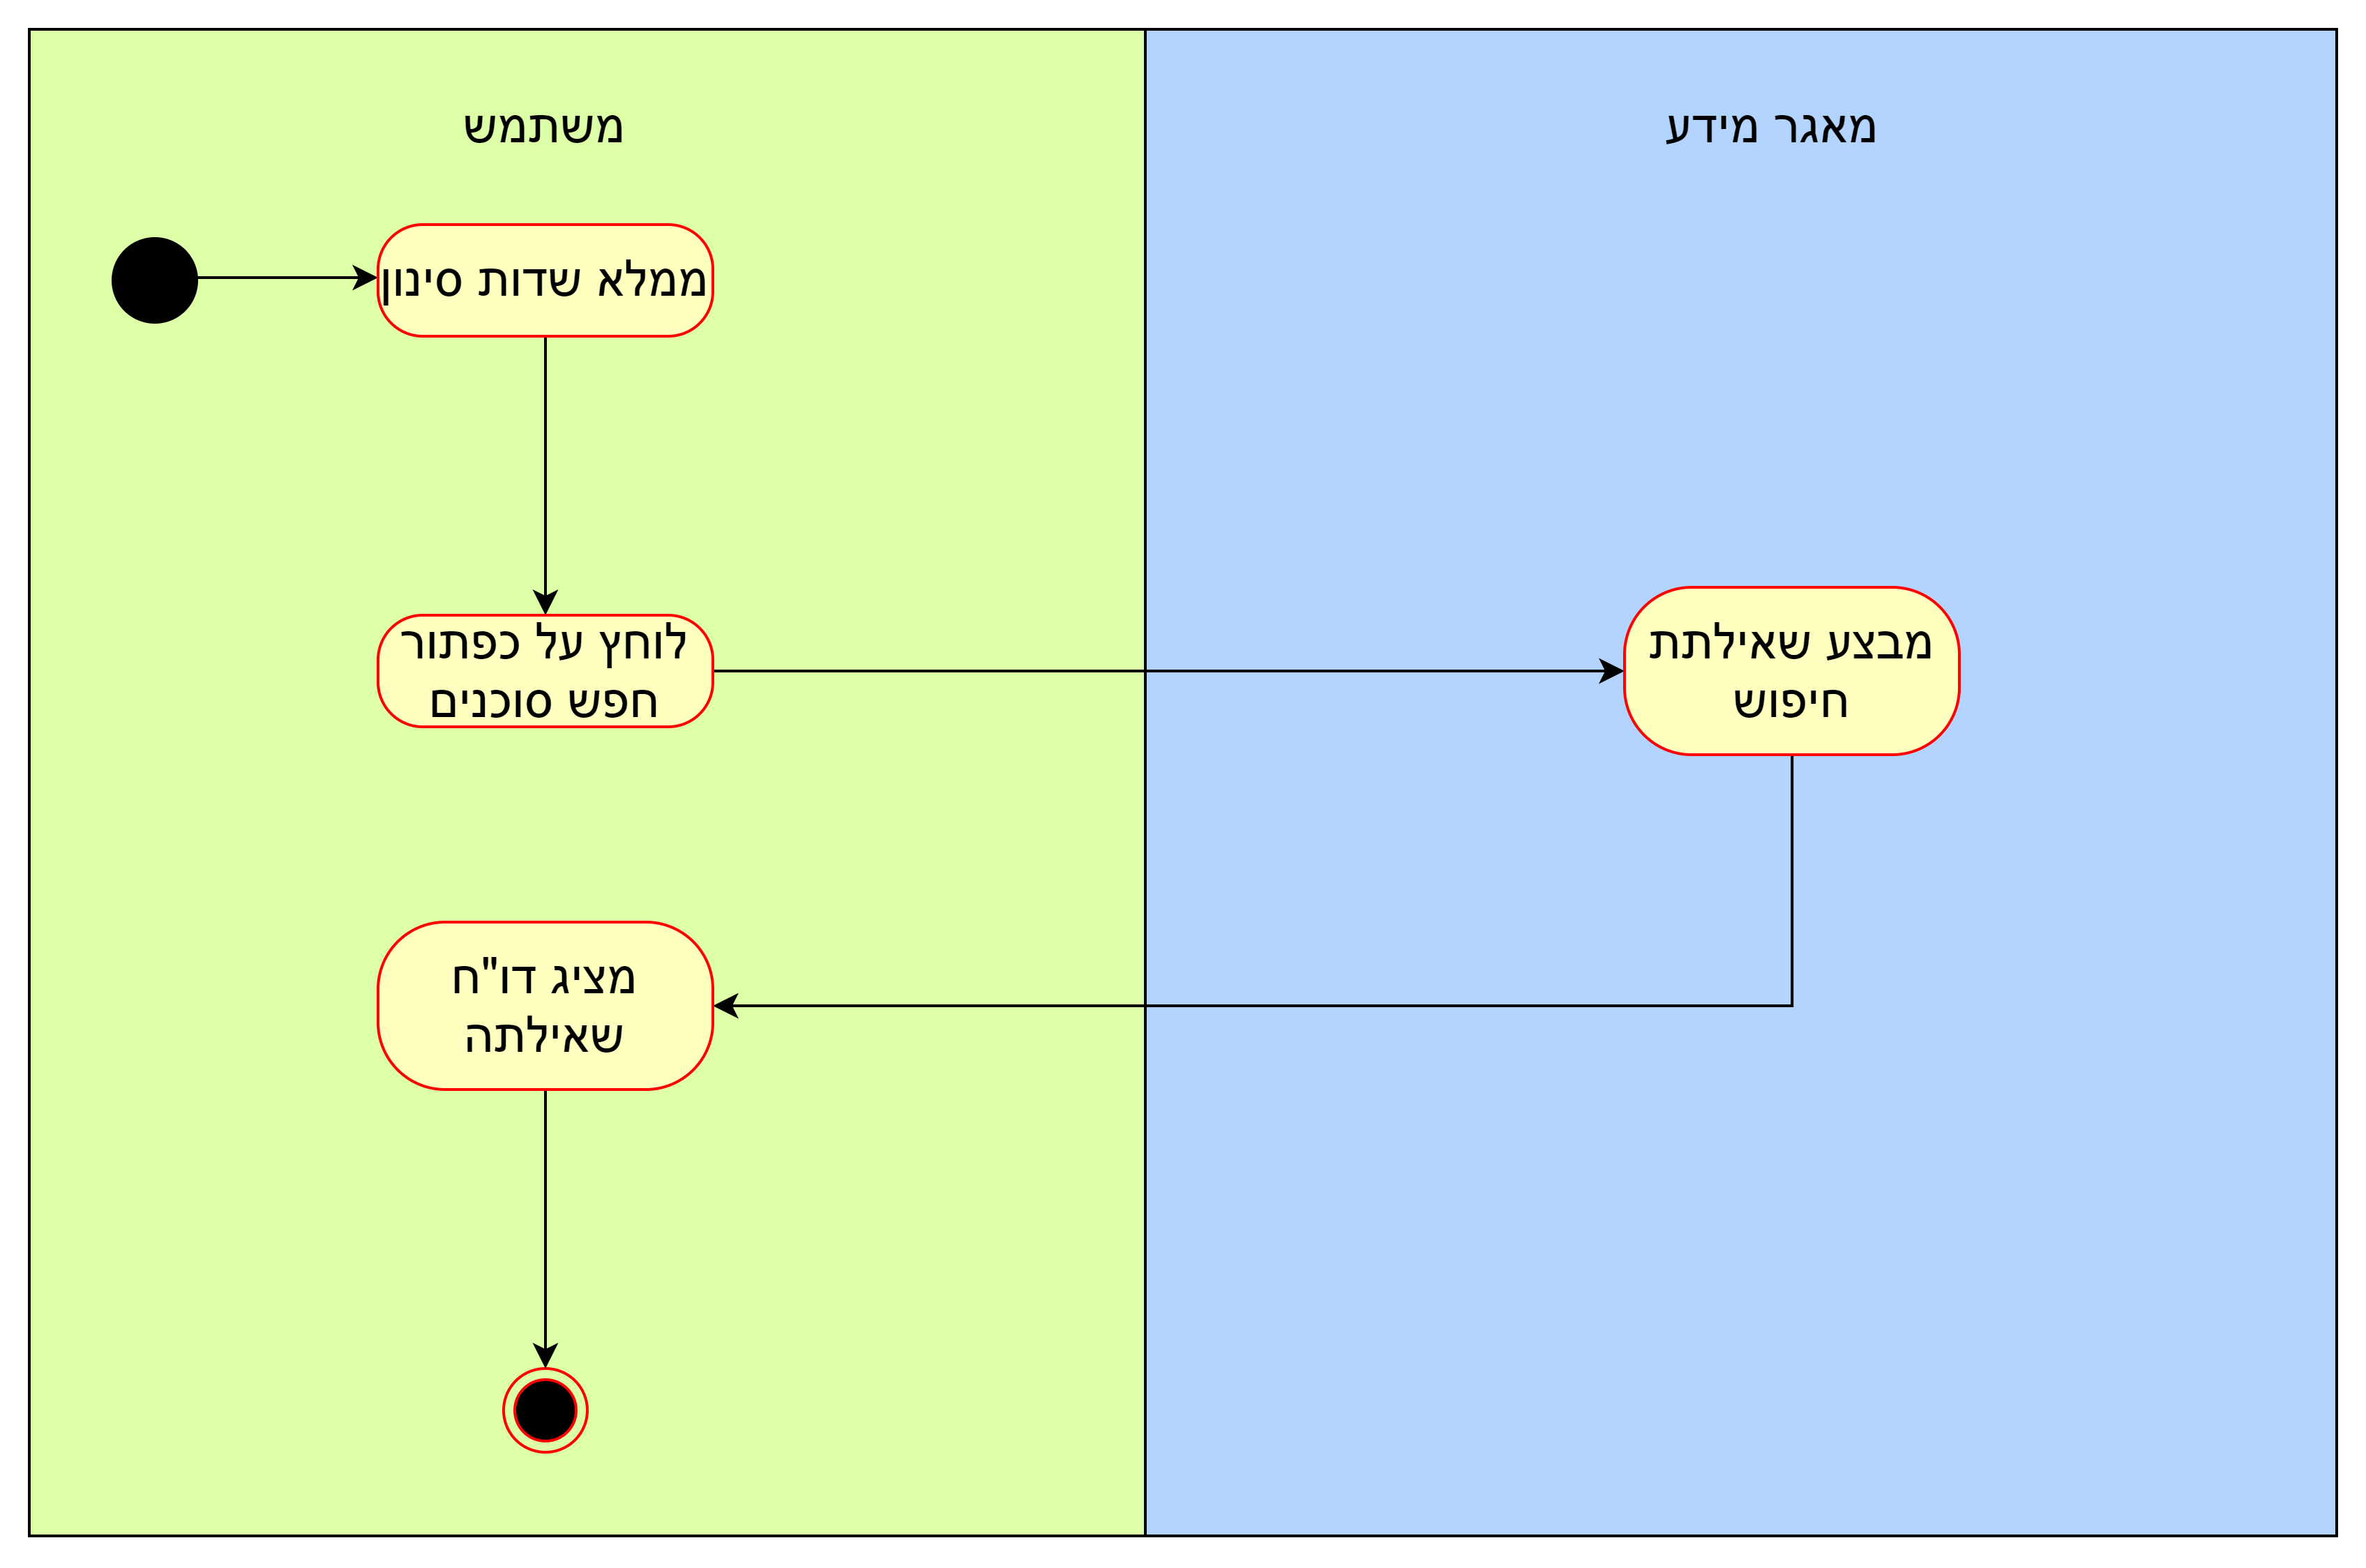 משתמש
מאגר מידע
ממלא שדות סינון
לוחץ על כפתור
חפש סוכנים
מבצע שאילתת
חיפוש
מציג דו"ח
שאילתה